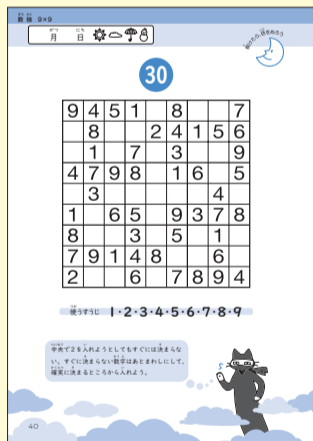 9×9
月 日
30
9 4 5 1 8 7
8 2 4 1 5 6
1 7 3 9
4 7 9 8 1 6 5
3 4
1 6 5 9 3 7 8
8 3 5 1
7 9 1 4 8 6
2 6 7 8 9 4
使うすうじ 1・2・3・4・5・6・7・8・9
中央で2を入れようとしてもすぐには決まらな
い。すぐに決まらない数字はあとまわしにして、
確実に決まるところから入れよう。
40